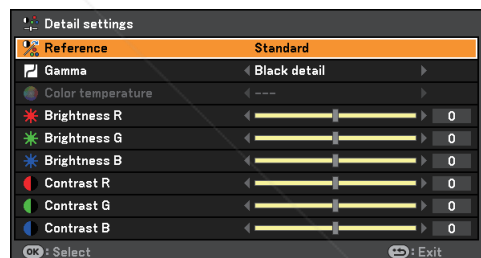 Detail settings
Reference Standard
Gamma Black detail
Color temperature ---
Brightness R 0
Brightness G 0
Brightness B 0
Contrast R 0
Contrast G 0
Contrast B 0
OK : Select : Exit